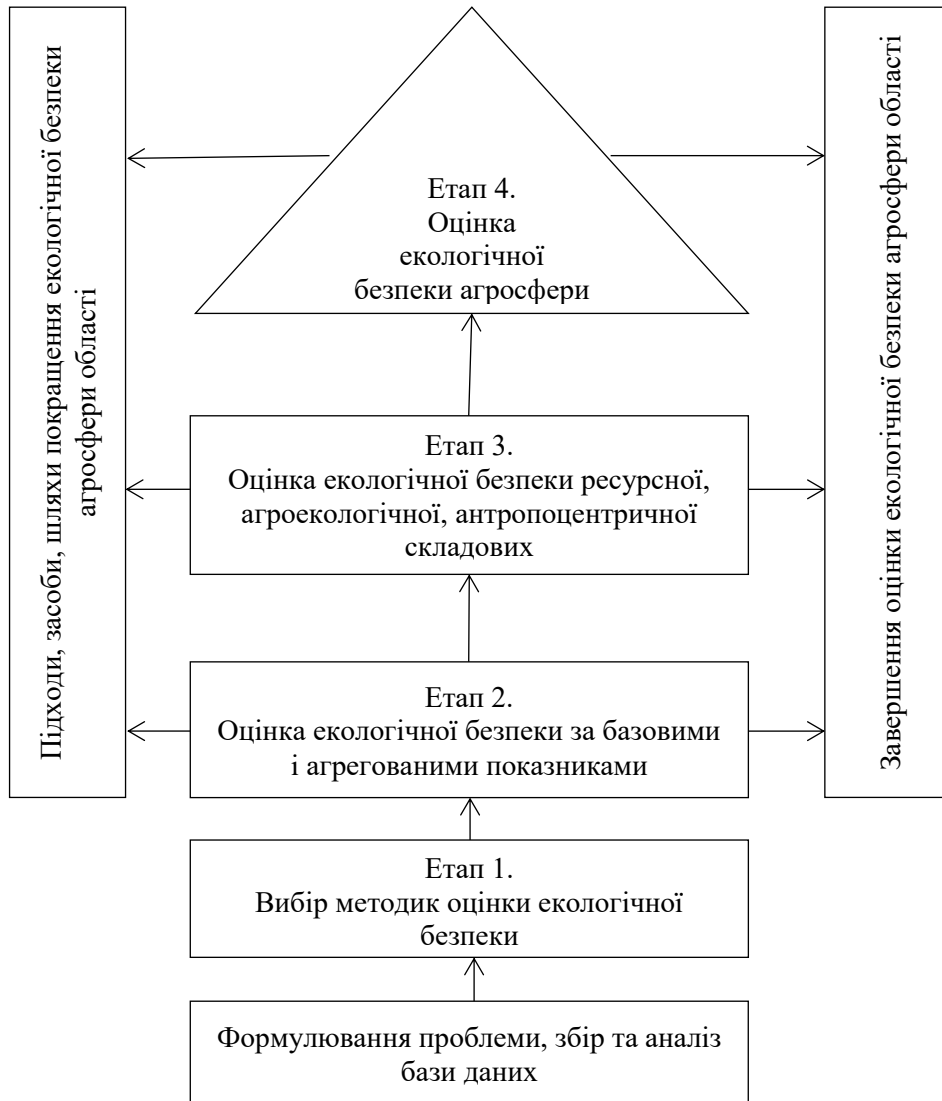 Підходи, засоби, шляхи покращення екологічної безпеки
агросфери області
Етап 4.
Оцінка
екологічної
безпеки агросфери
Завершення оцінки екологічної безпеки агросфери області
Етап 3.
Оцінка екологічної безпеки ресурсної,
агроекологічної, антропоцентричної
складових
Етап 2.
Оцінка екологічної безпеки за базовими
і агрегованими показниками
Етап 1.
Вибір методик оцінки екологічної
безпеки
Формулювання проблеми, збір та аналіз
бази даних